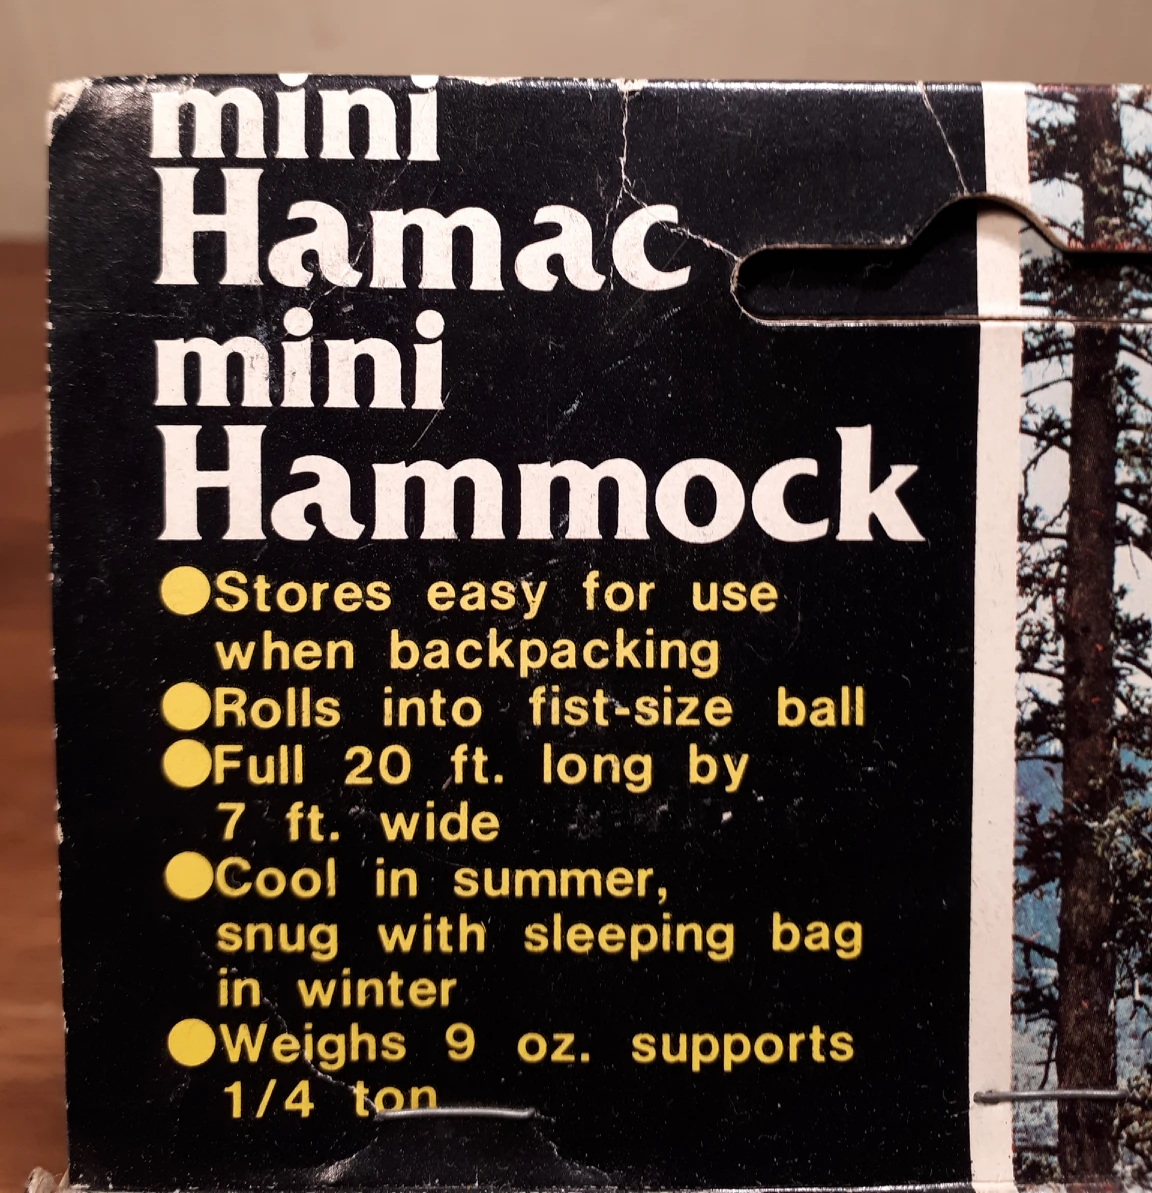 mini
Hamac
mini
Hammock
Stores easy for use
when backpacking
Rolls into fist-size ball
Full 20 ft. long by
7 ft. wide
Cool in summer,
snug with sleeping bag
in winter
Weighs 9 oz. supports
1/4 ton